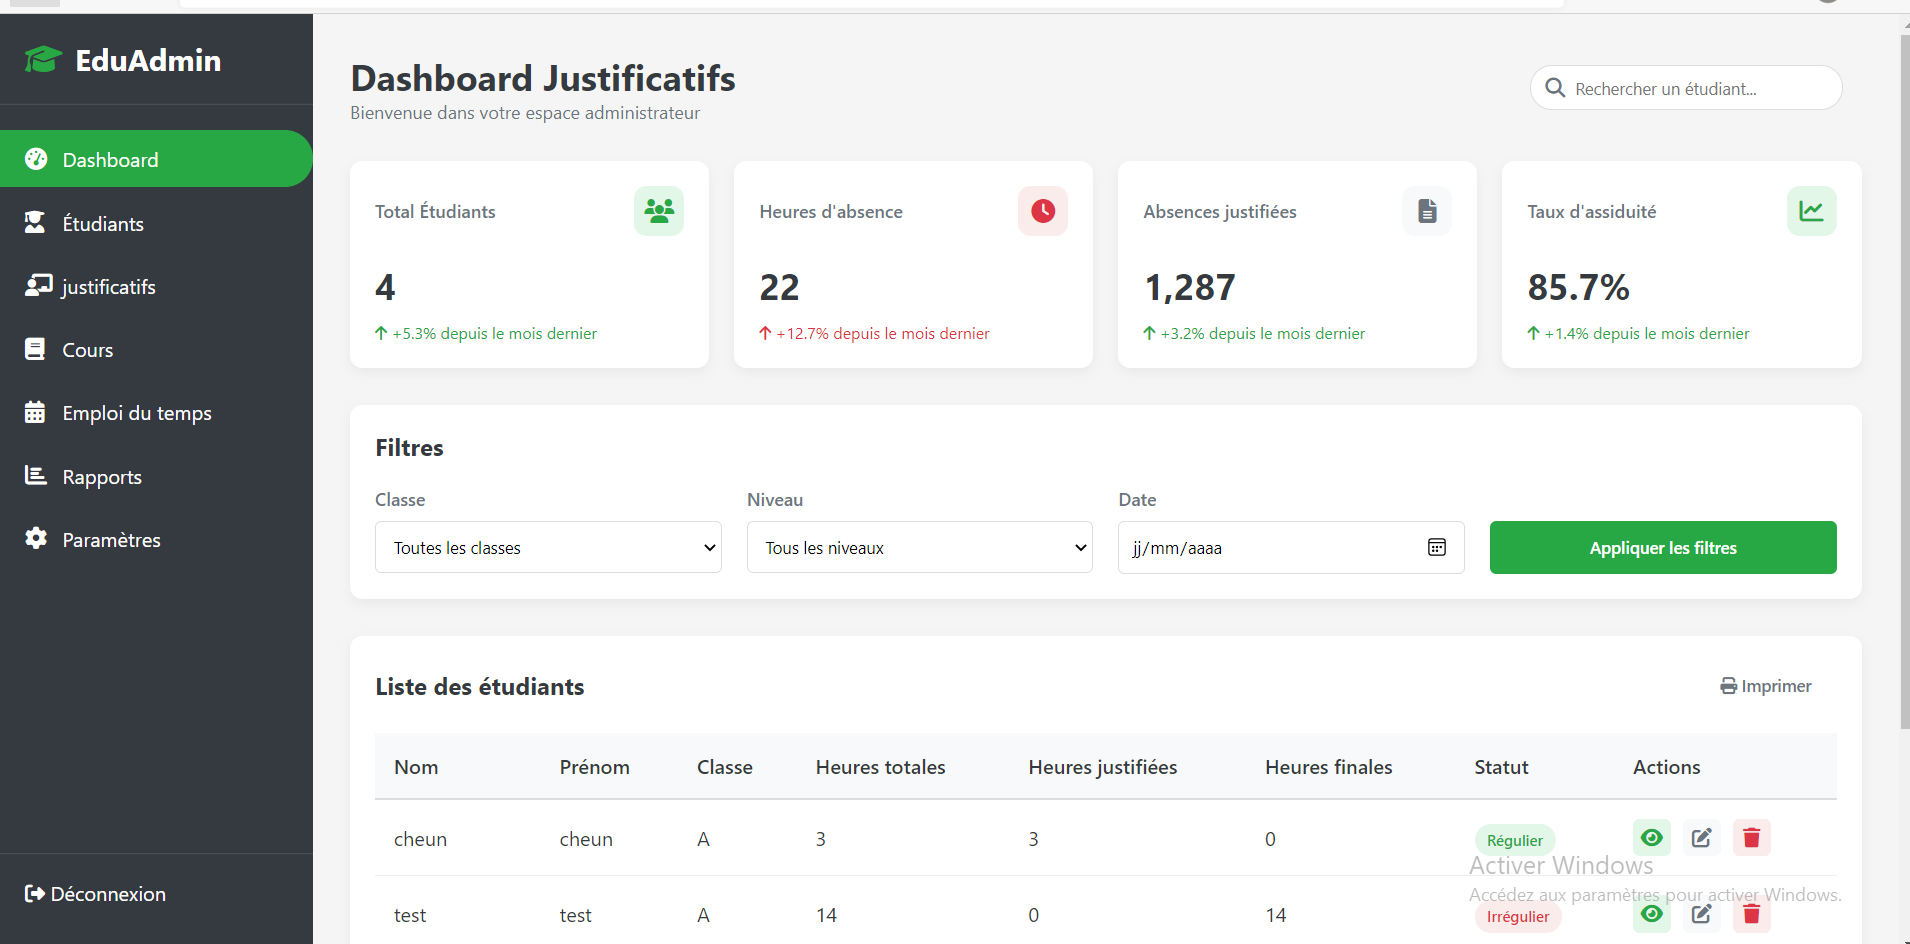 EduAdmin
Dashboard
Étudiants
justificatifs
Cours
Emploi du temps
Rapports
Paramètres
Déconnexion
Dashboard Justificatifs
Bienvenue dans votre espace administrateur
Rechercher un étudiant...
Total Étudiants
4
+5.3% depuis le mois dernier
Heures d'absence
22
+12.7% depuis le mois dernier
Absences justifiées
1,287
+3.2% depuis le mois dernier
Taux d'assiduité
85.7%
+1.4% depuis le mois dernier
Filtres
Classe
Toutes les classes
Niveau
Tous les niveaux
Date
jj/mm/aaaa
Appliquer les filtres
Liste des étudiants
Imprimer
Nom Prénom Classe Heures totales Heures justifiées Heures finales Statut Actions
cheun cheun A 3 3 0 Régulier
test test A 14 0 14 Irrégulier
Activer Windows
Accédez aux paramètres pour activer Windows.